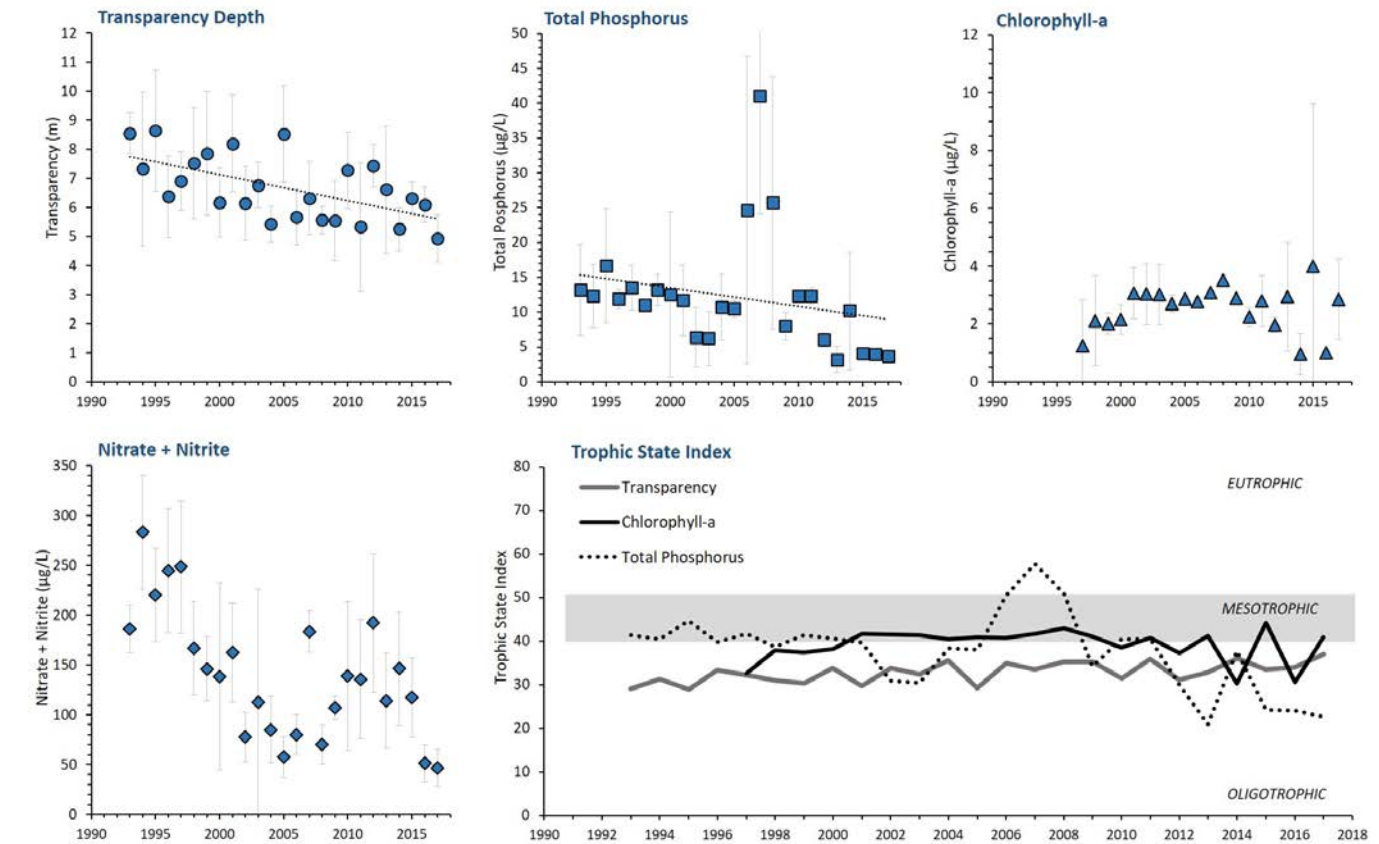 Transparency Depth
12
11
10
9
8
7
6
5
4
3
2
1
0
Transparency (m)
1990 1995 2000 2005 2010 2015
Total Phosphorus
50
45
40
35
30
25
20
15
10
5
0
Total Posphorus (µg/L)
1990 1995 2000 2005 2010 2015
Chlorophyll-a
12
10
8
6
4
2
0
Chlorophyll-a (µg/L)
1990 1995 2000 2005 2010 2015
Nitrate + Nitrite
350
300
250
200
150
100
50
0
Nitrate + Nitrite (µg/L)
1990 1995 2000 2005 2010 2015
Trophic State Index
80
70
60
50
40
30
20
10
0
Trophic State Index
Transparency
Chlorophyll-a
Total Phosphorus
EUTROPHIC
MESOTROPHIC
OLIGOTROPHIC
1990 1992 1994 1996 1998 2000 2002 2004 2006 2008 2010 2012 2014 2016 2018